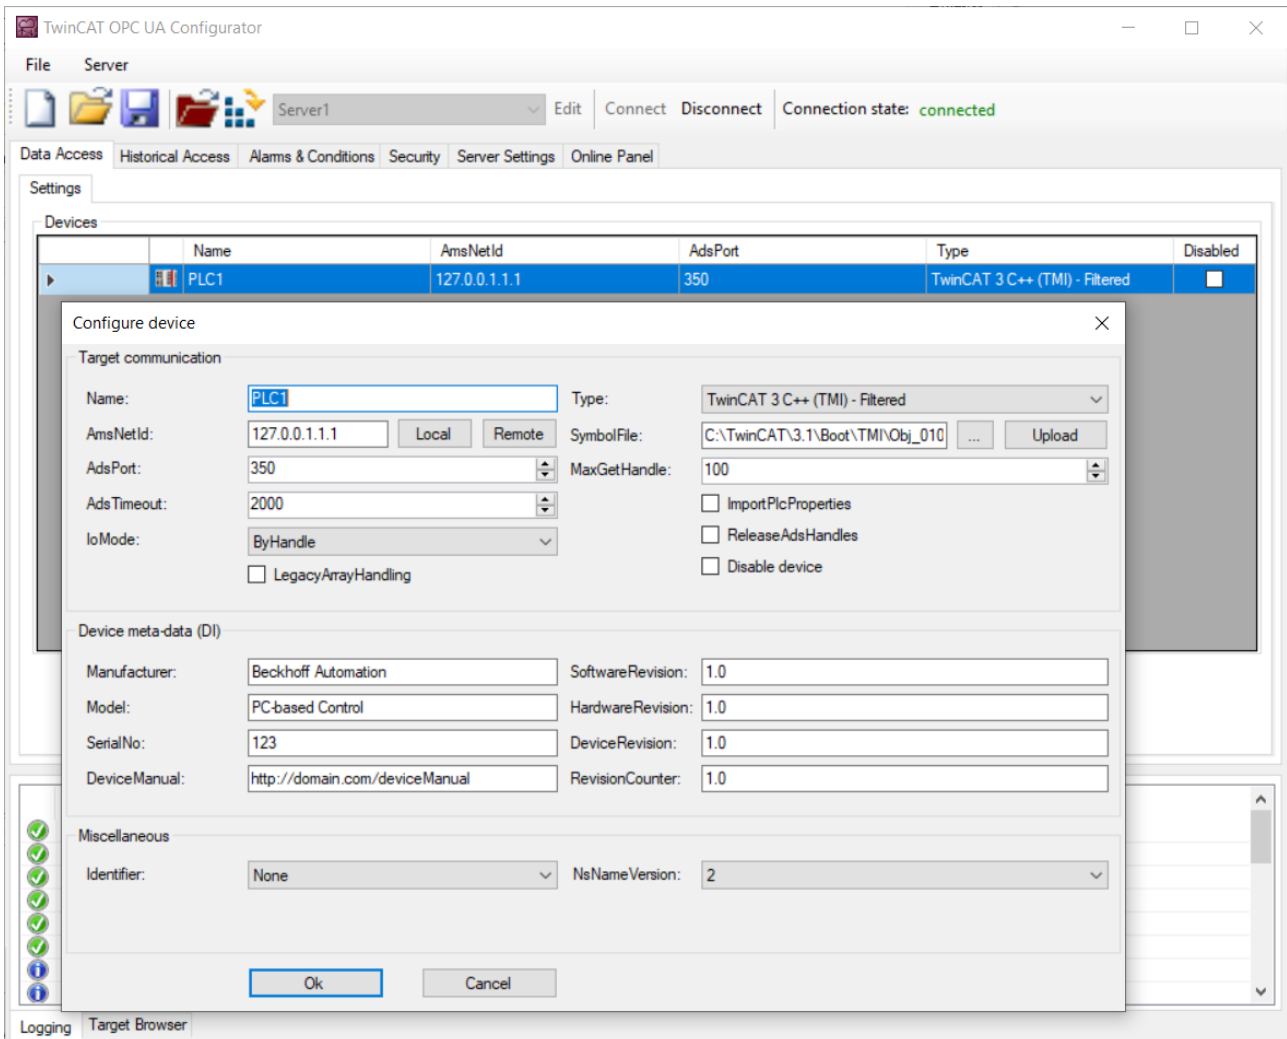 TwinCAT OPC UA Configurator
File Server
Server1 Edit Connect Disconnect Connection state: connected
Data Access Historical Access Alarms & Conditions Security Server Settings Online Panel
Settings
Devices
Name AmsNetId AdsPort Type Disabled
PLC1 127.0.0.1.1.1 350 TwinCAT 3 C++ (TMI) - Filtered
Configure device
Target communication
Name: PLC1 Type: TwinCAT 3 C++ (TMI) - Filtered
AmsNetId: 127.0.0.1.1.1 Local Remote SymbolFile: C:\TwinCAT\3.1\Boot\TMI\Obj_010 ... Upload
AdsPort: 350 MaxGetHandle: 100
AdsTimeout: 2000 ImportPlcProperties
IoMode: ByHandle ReleaseAdsHandles
LegacyArrayHandling Disable device
Device meta-data (DI)
Manufacturer: Beckhoff Automation SoftwareRevision: 1.0
Model: PC-based Control HardwareRevision: 1.0
SerialNo: 123 DeviceRevision: 1.0
DeviceManual: http://domain.com/deviceManual RevisionCounter: 1.0
Miscellaneous
Identifier: None NsNameVersion: 2
Ok Cancel
Logging Target Browser